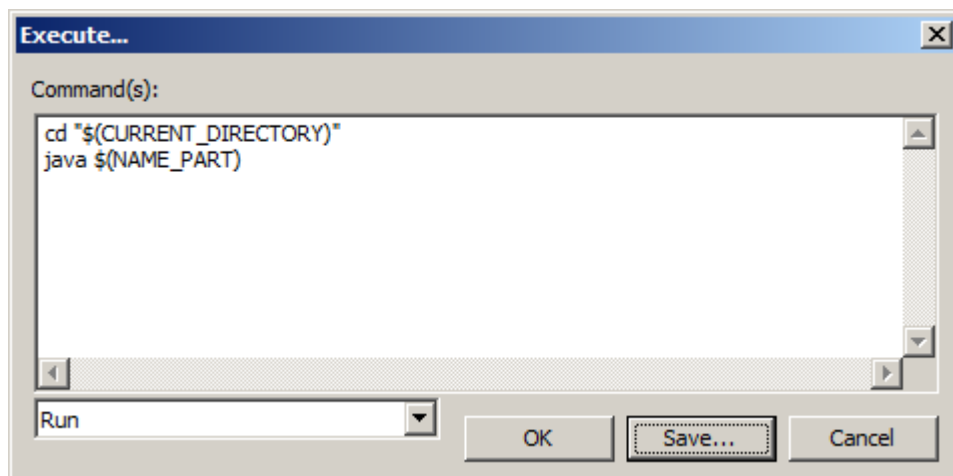 Execute...
Command(s):
cd "$(CURRENT_DIRECTORY)"
java $(NAME_PART)
Run
OK
Save...
Cancel